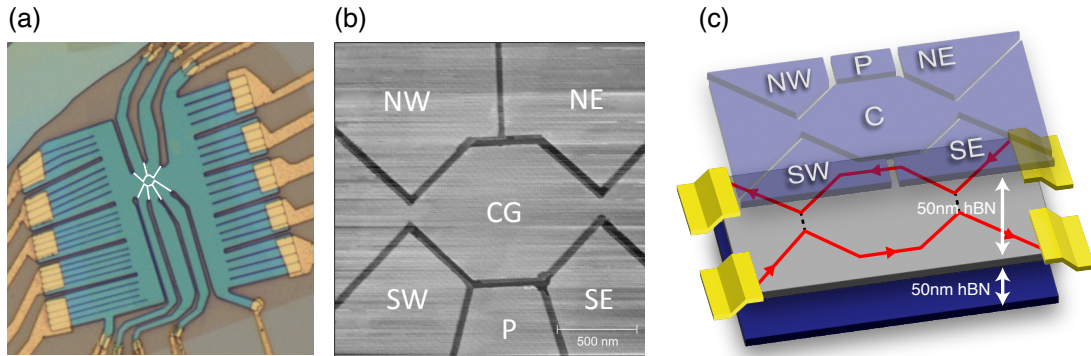 (a)
(b)
(c)
NW
NE
CG
SW
SE
P
500 nm
NW
P
NE
C
SW
SE
50nm hBN
50nm hBN